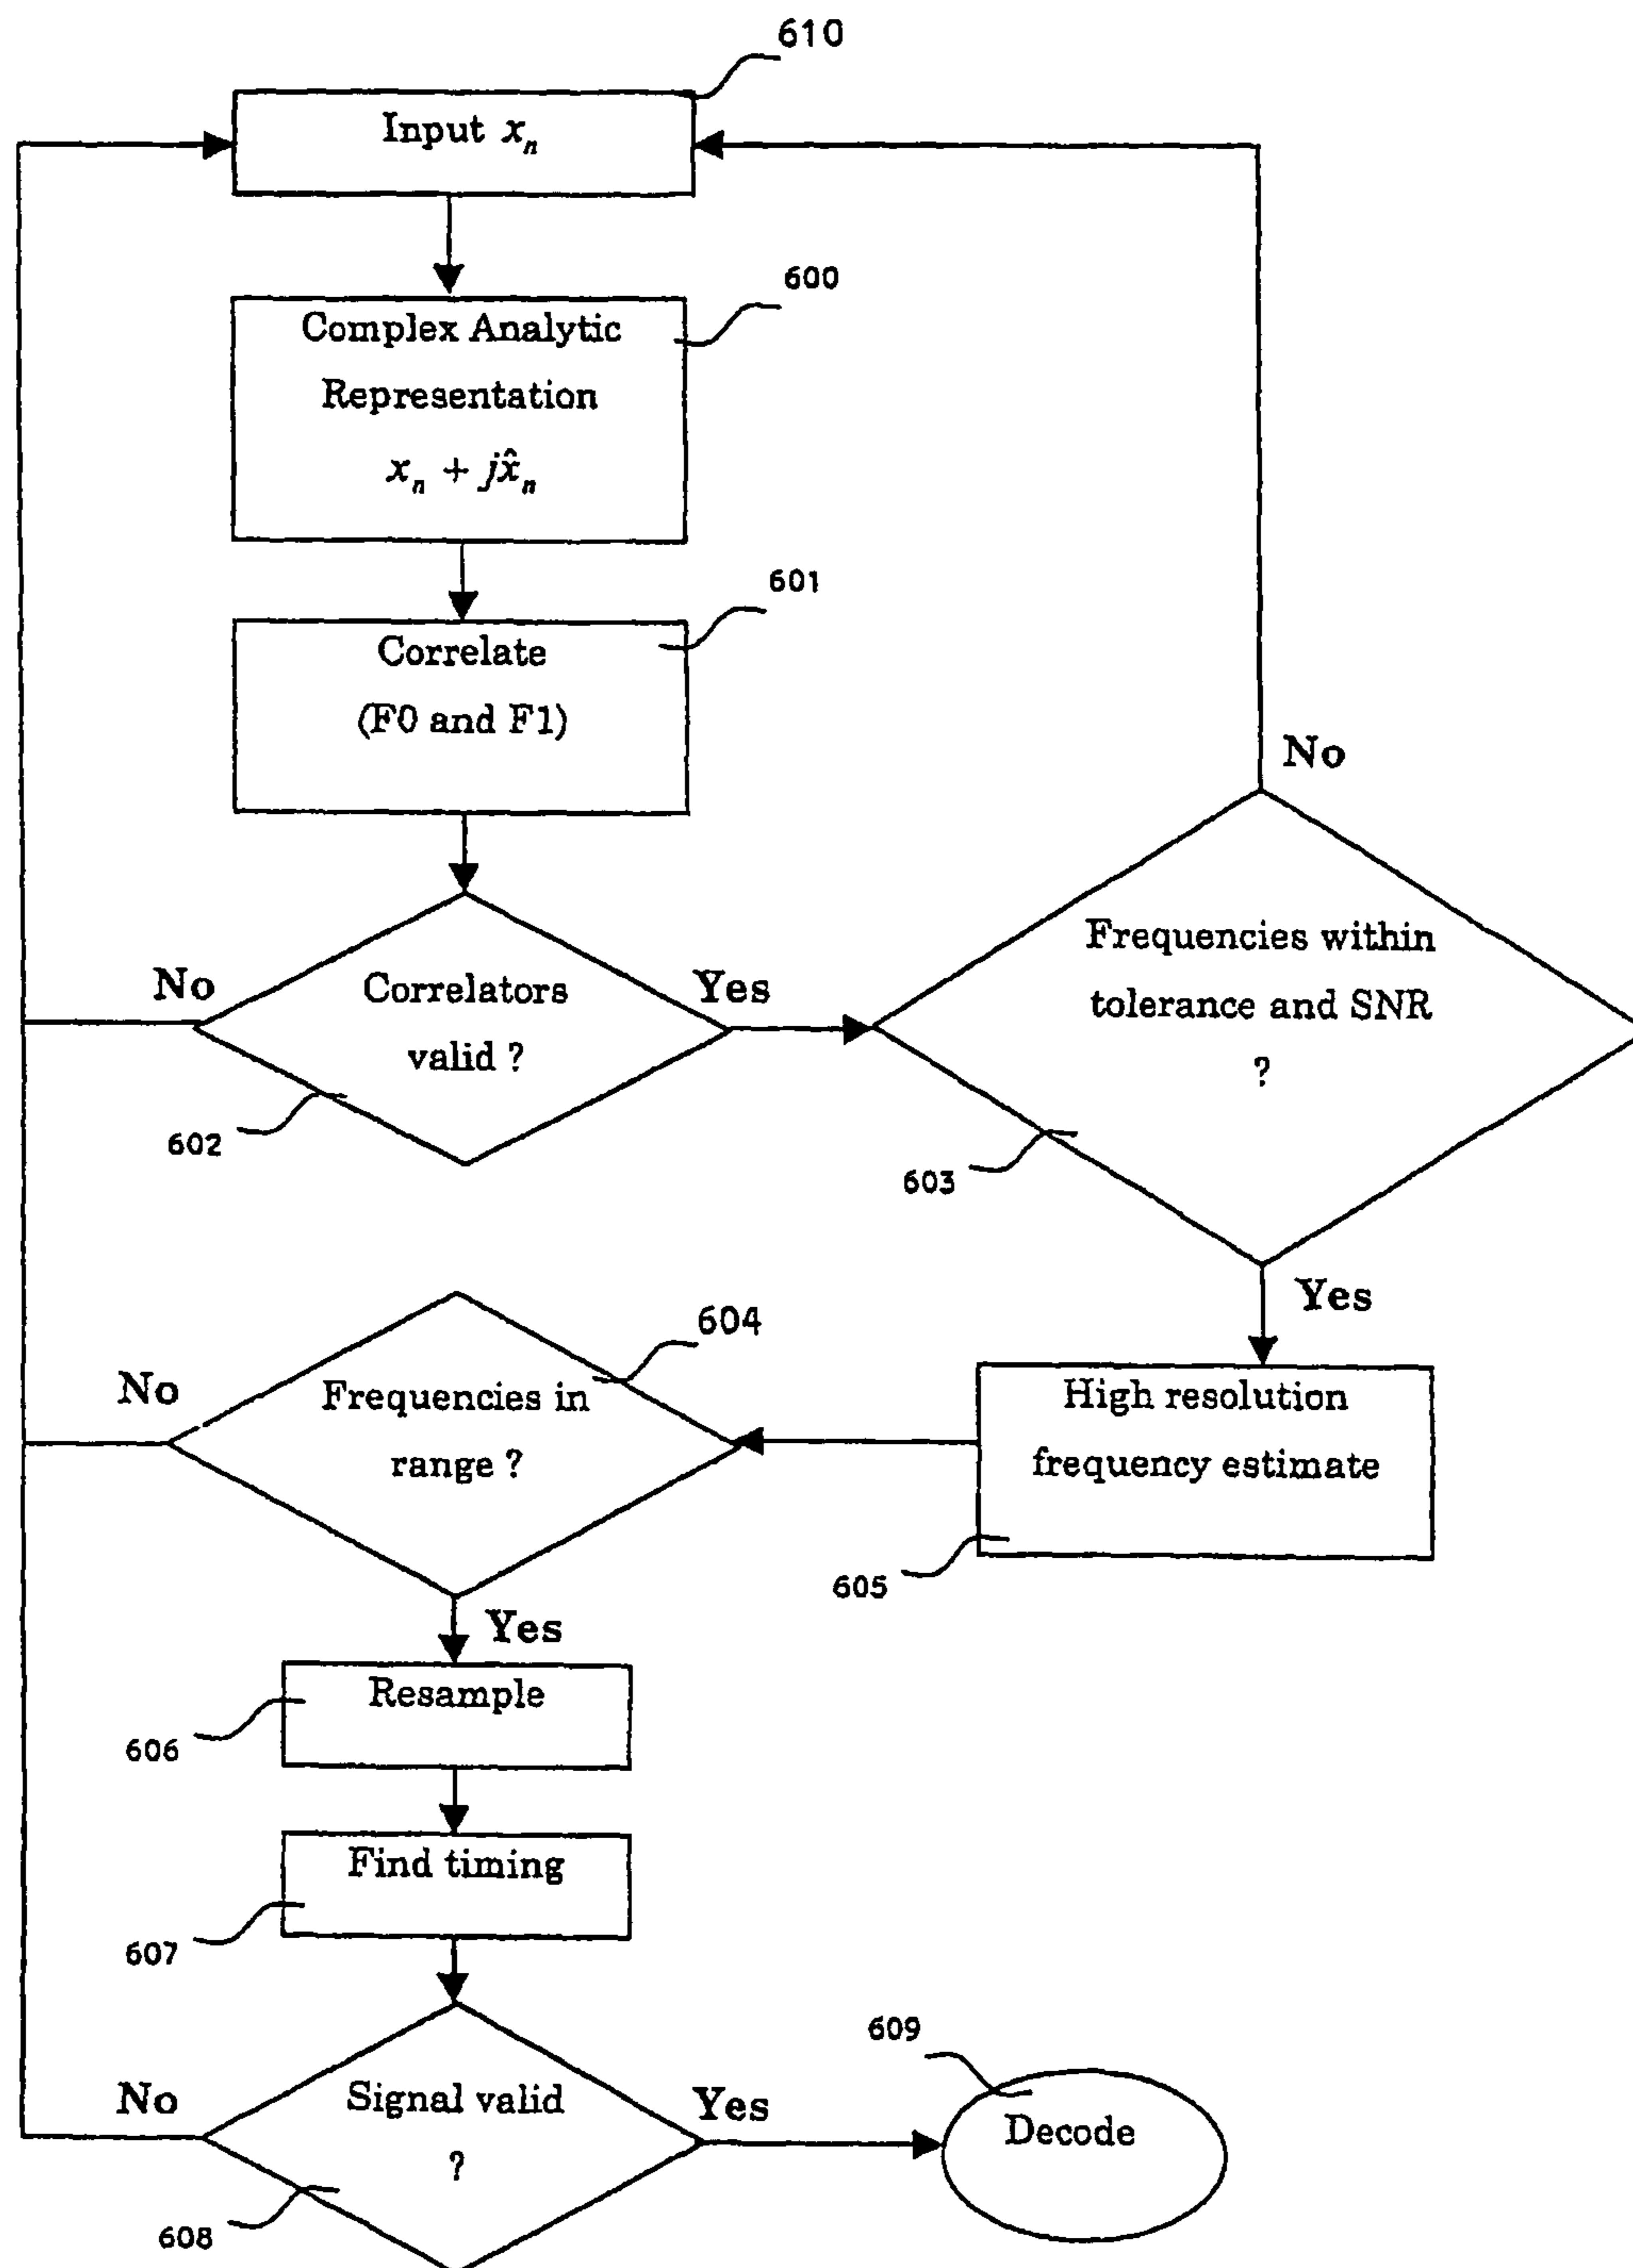 610
Input xₙ
600
Complex Analytic
Representation
xₙ + jx̂ₙ
601
Correlate
(F0 and F1)
No
Correlators
valid ?
Yes
602
No
Frequencies within
tolerance and SNR
?
603
Yes
604
No
Frequencies in
range ?
High resolution
frequency estimate
605
Yes
Resample
606
Find timing
607
No
Signal valid
?
Yes
608
609
Decode